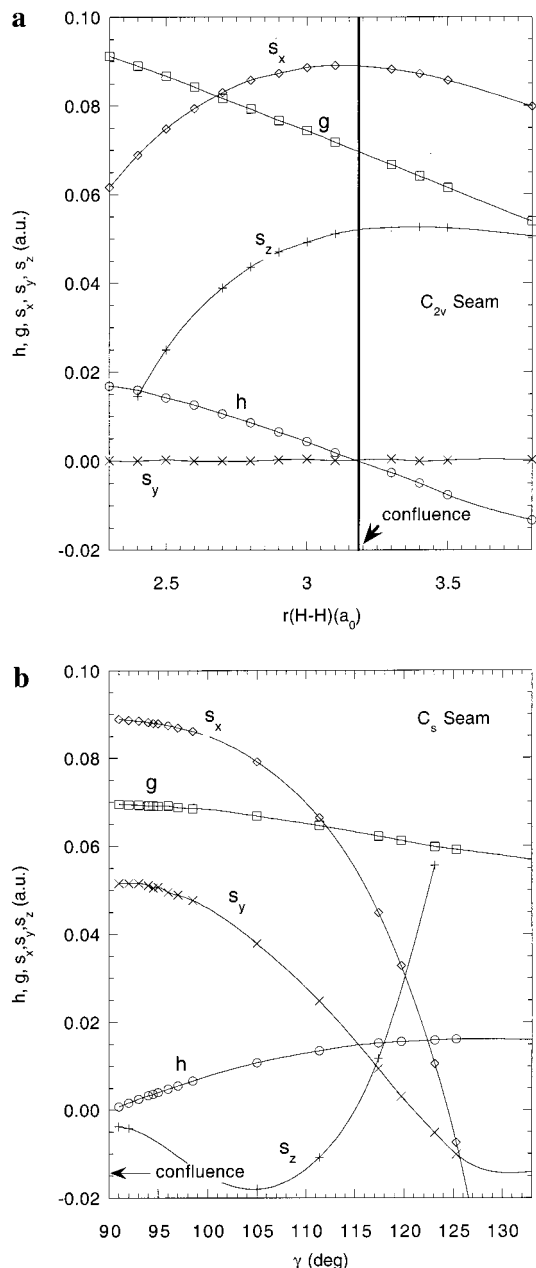 a
0.10
0.08
0.06
0.04
0.02
0.00
-0.02
h, g, s_x, s_y, s_z (a.u.)
s_x
g
s_z
C_2v Seam
h
s_y
confluence
2.5 3 3.5
r(H-H)(a_0)
b
0.10
0.08
0.06
0.04
0.02
0.00
-0.02
h, g, s_x,s_y,s_z (a.u.)
s_x
C_s Seam
g
s_y
h
s_z
confluence
90 95 100 105 110 115 120 125 130
γ (deg)